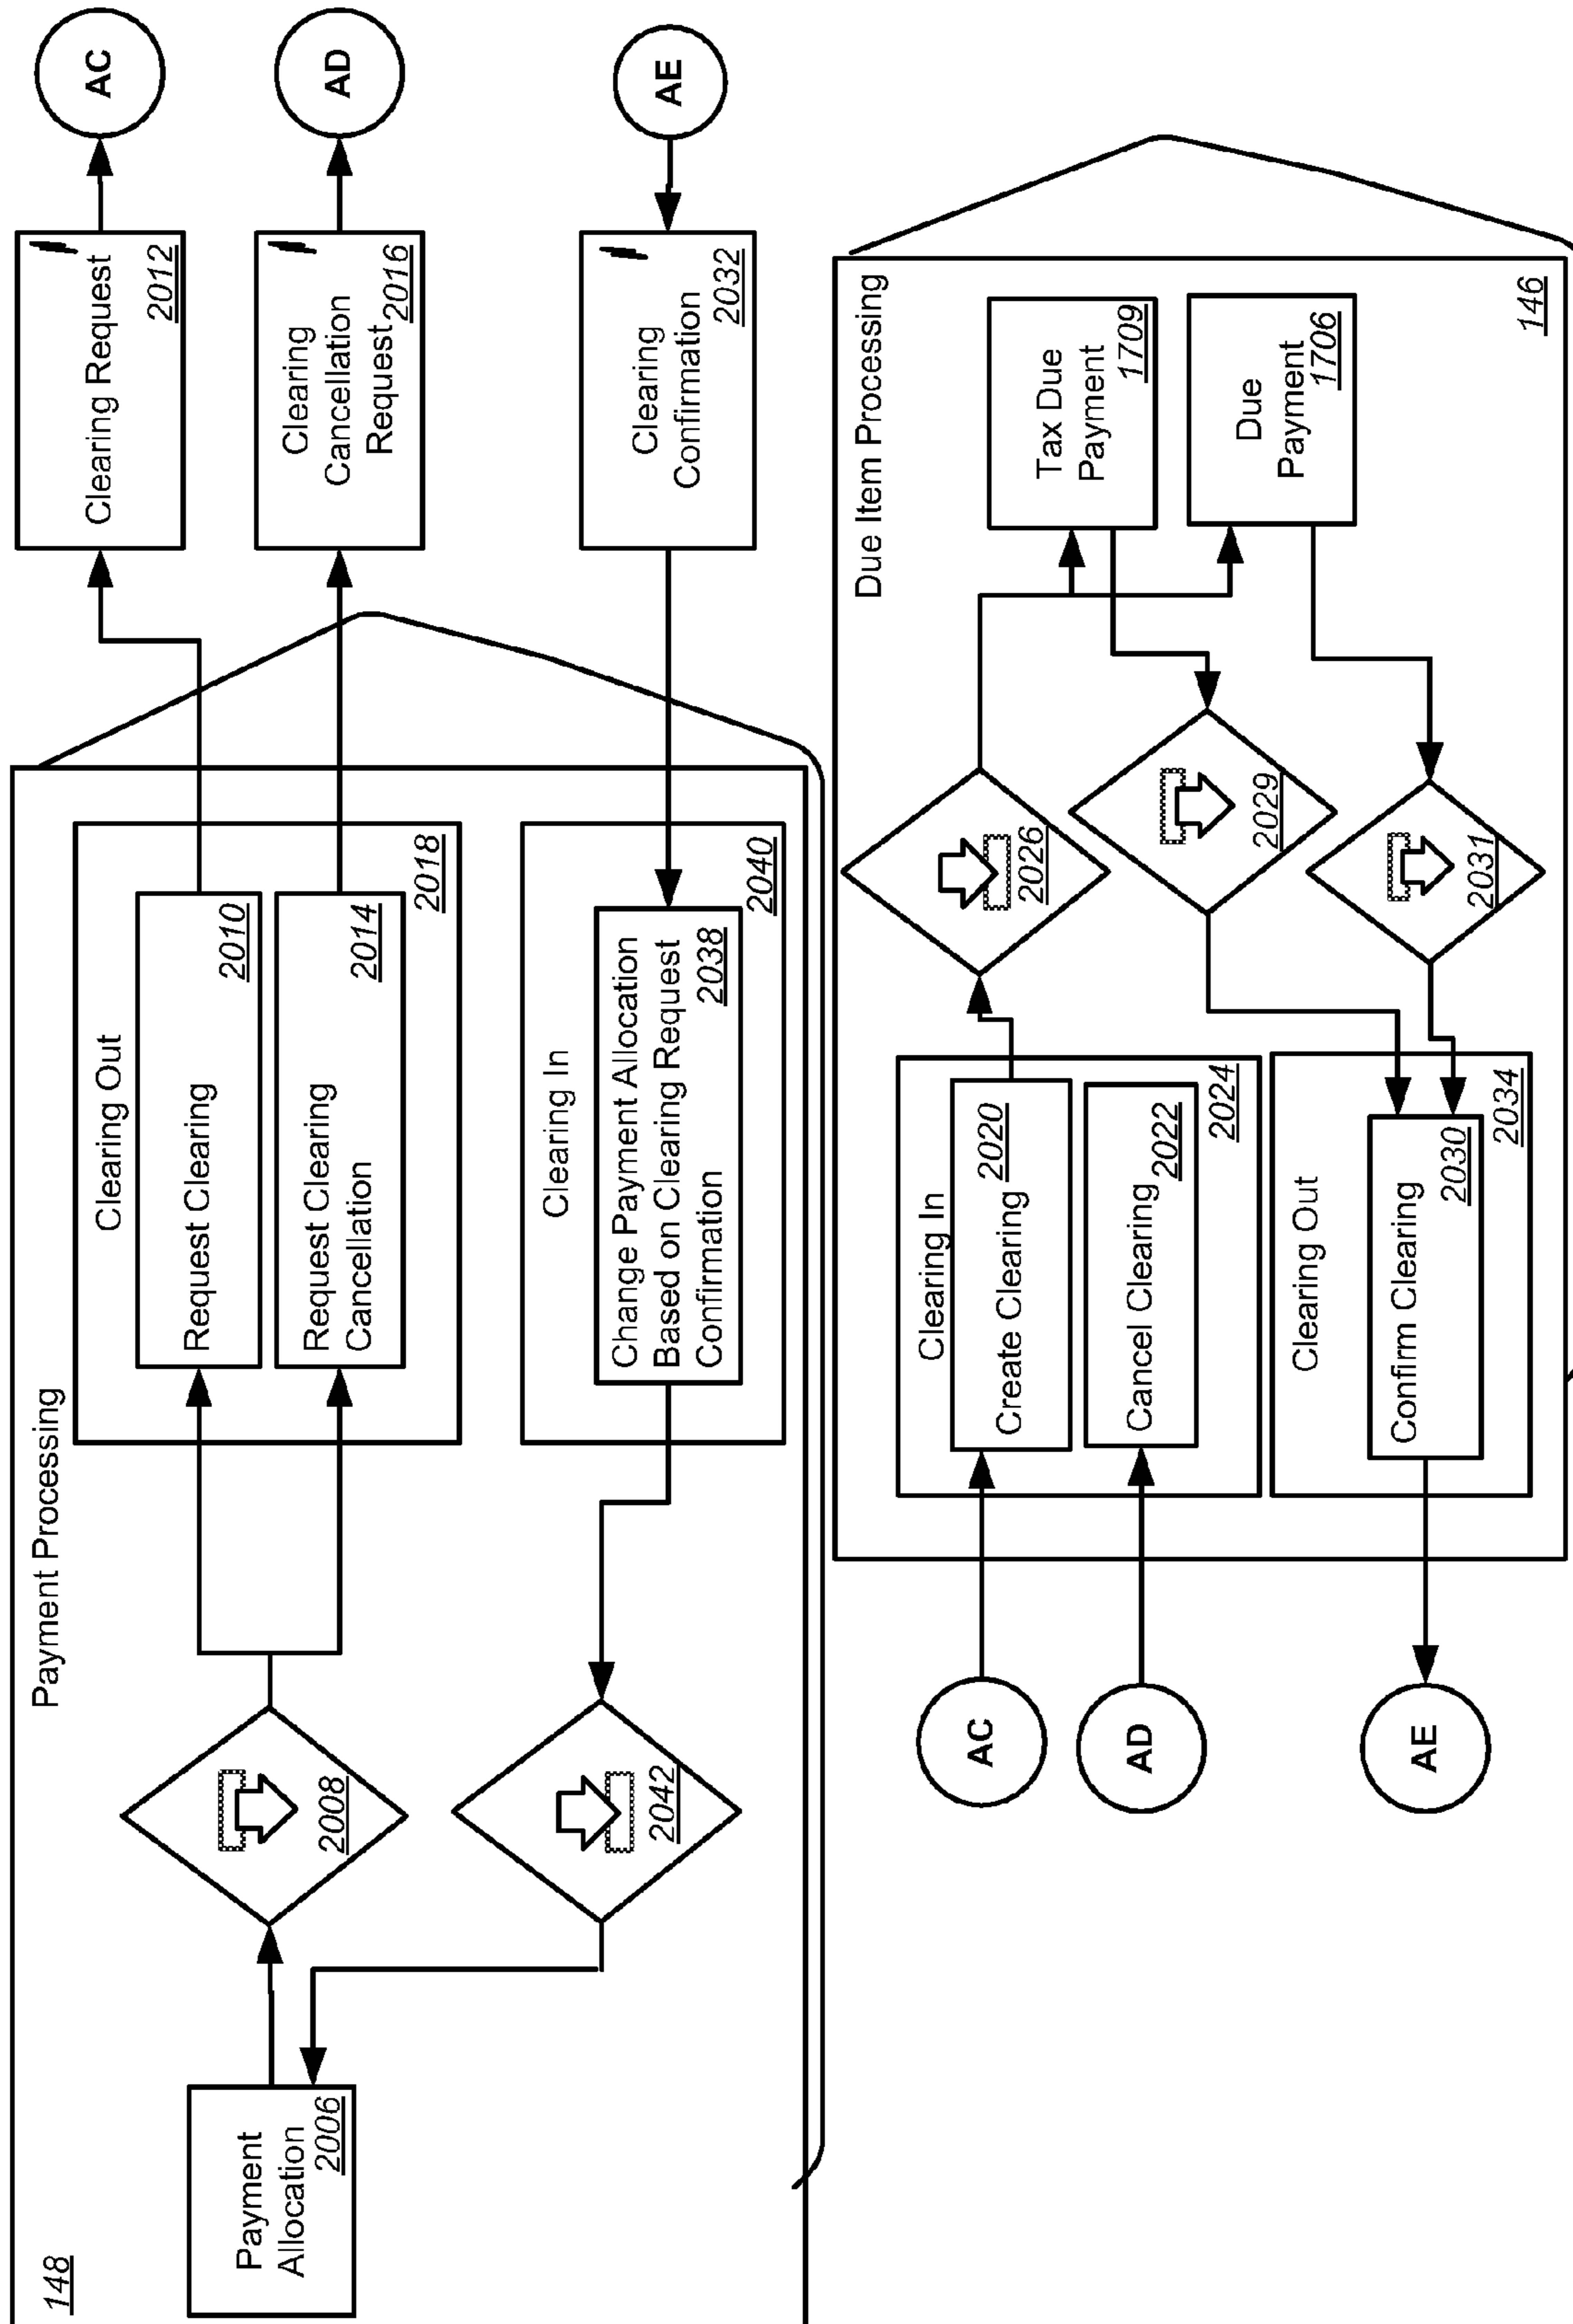 148
Payment Processing
Payment
Allocation
2006
2008
Clearing Out
Request Clearing
2010
Request Clearing
Cancellation
2014
2018
Clearing Request
2012
AC
Clearing
Cancellation
Request
2016
AD
2042
Clearing In
Change Payment Allocation
Based on Clearing Request
Confirmation
2038
2040
Clearing
Confirmation
2032
AE
Due Item Processing
AC
AD
AE
Clearing In
Create Clearing
2020
Cancel Clearing
2022
2024
Clearing Out
Confirm Clearing
2030
2034
2026
2029
2031
Tax Due
Payment
1709
Due
Payment
1706
146